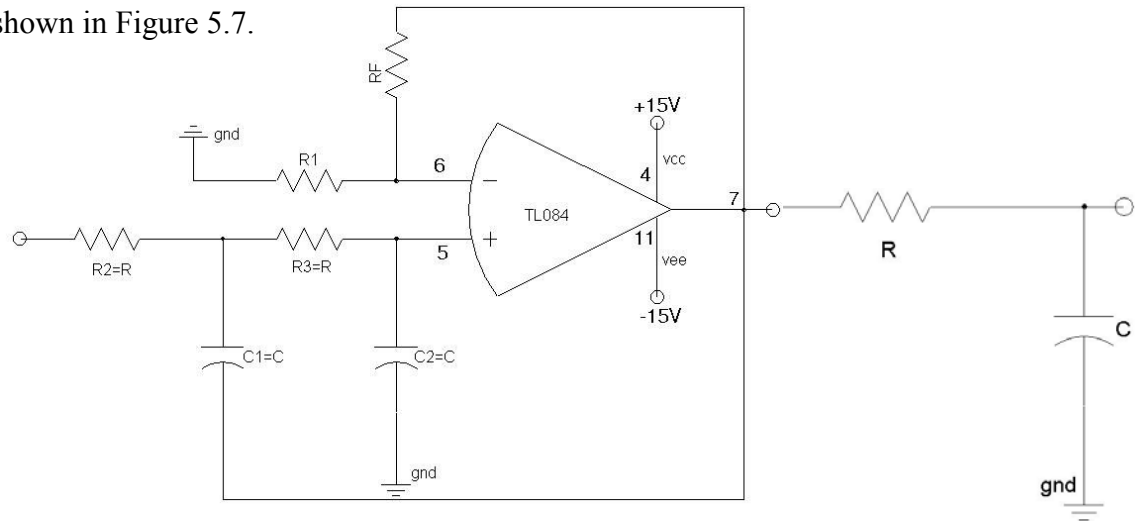 shown in Figure 5.7.
RF
+15V
gnd
vcc
R1
6
4
7
TL084
5
11
R2=R
R3=R
vee
R
-15V
C1=C
C2=C
C
gnd
gnd